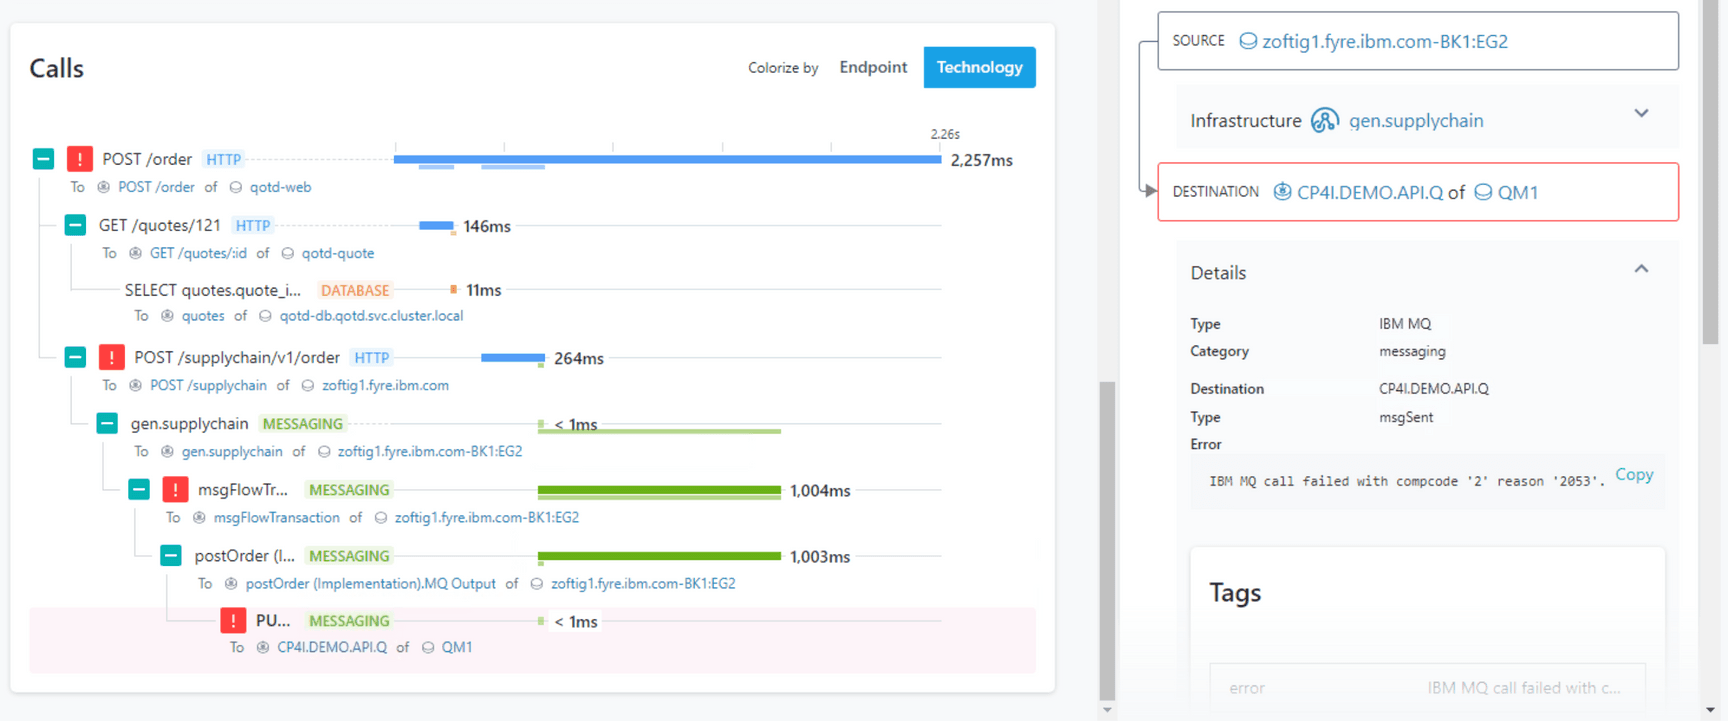 Calls
Colorize by Endpoint Technology
2.26s
! POST /order HTTP 2,257ms
To POST /order of qotd-web
GET /quotes/121 HTTP 146ms
To GET /quotes/:id of qotd-quote
SELECT quotes.quote_i... DATABASE 11ms
To quotes of qotd-db.qotd.svc.cluster.local
! POST /supplychain/v1/order HTTP 264ms
To POST /supplychain of zoftig1.fyre.ibm.com
gen.supplychain MESSAGING < 1ms
To gen.supplychain of zoftig1.fyre.ibm.com-BK1:EG2
! msgFlowTr... MESSAGING 1,004ms
To msgFlowTransaction of zoftig1.fyre.ibm.com-BK1:EG2
postOrder (I... MESSAGING 1,003ms
To postOrder (Implementation).MQ Output of zoftig1.fyre.ibm.com-BK1:EG2
! PU... MESSAGING < 1ms
To CP4I.DEMO.API.Q of QM1
SOURCE zoftig1.fyre.ibm.com-BK1:EG2
Infrastructure gen.supplychain
DESTINATION CP4I.DEMO.API.Q of QM1
Details
Type IBM MQ
Category messaging
Destination CP4I.DEMO.API.Q
Type msgSent
Error
IBM MQ call failed with compcode '2' reason '2053'. Copy
Tags
error IBM MQ call failed with c...